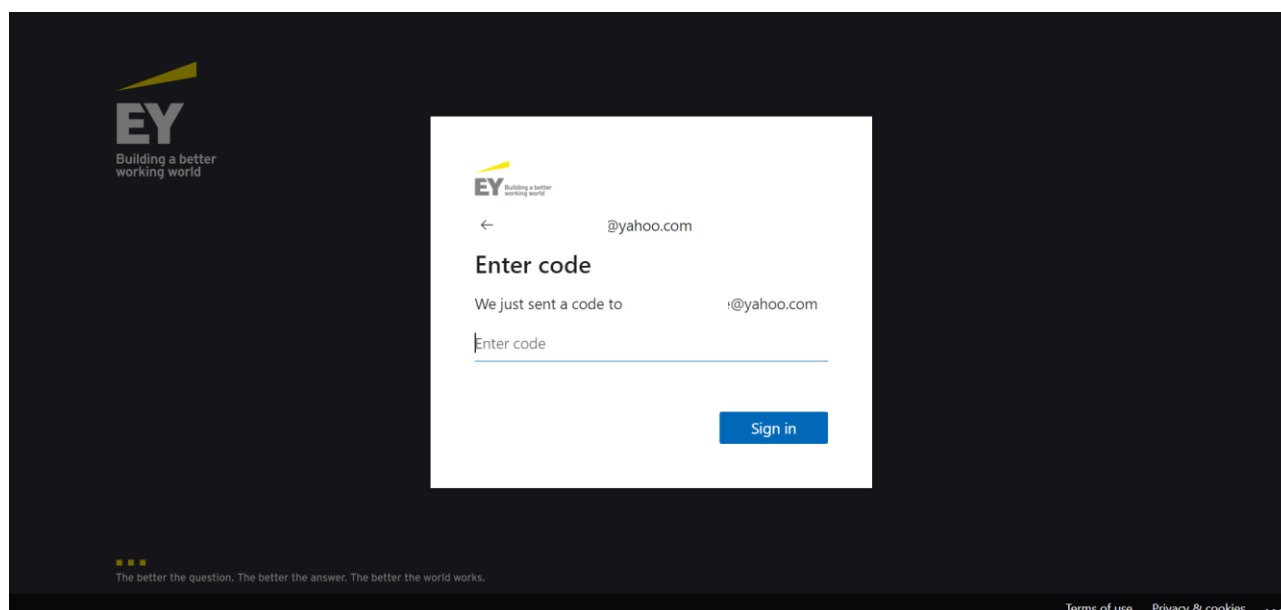 EY
Building a better
working world
EY Building a better
working world
@yahoo.com
Enter code
We just sent a code to e@yahoo.com
Enter code
Sign in
The better the question. The better the answer. The better the world works.
Terms of use Privacy & cookies